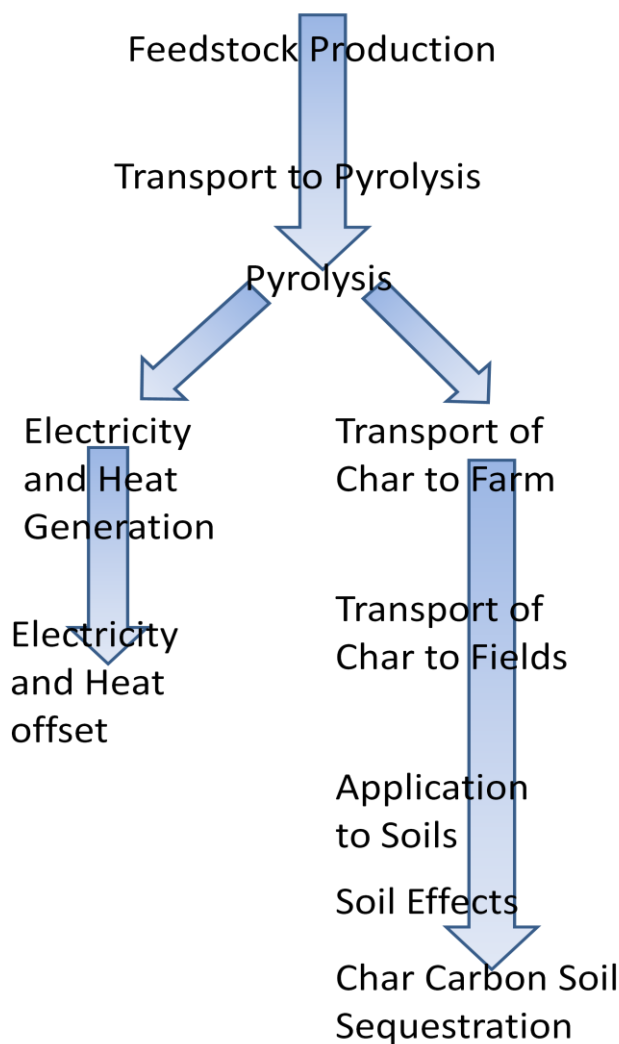 Feedstock Production
Transport to Pyrolysis
Pyrolysis
Electricity
and Heat
Generation
Electricity
and Heat
offset
Transport of
Char to Farm
Transport of
Char to Fields
Application
to Soils
Soil Effects
Char Carbon Soil
Sequestration